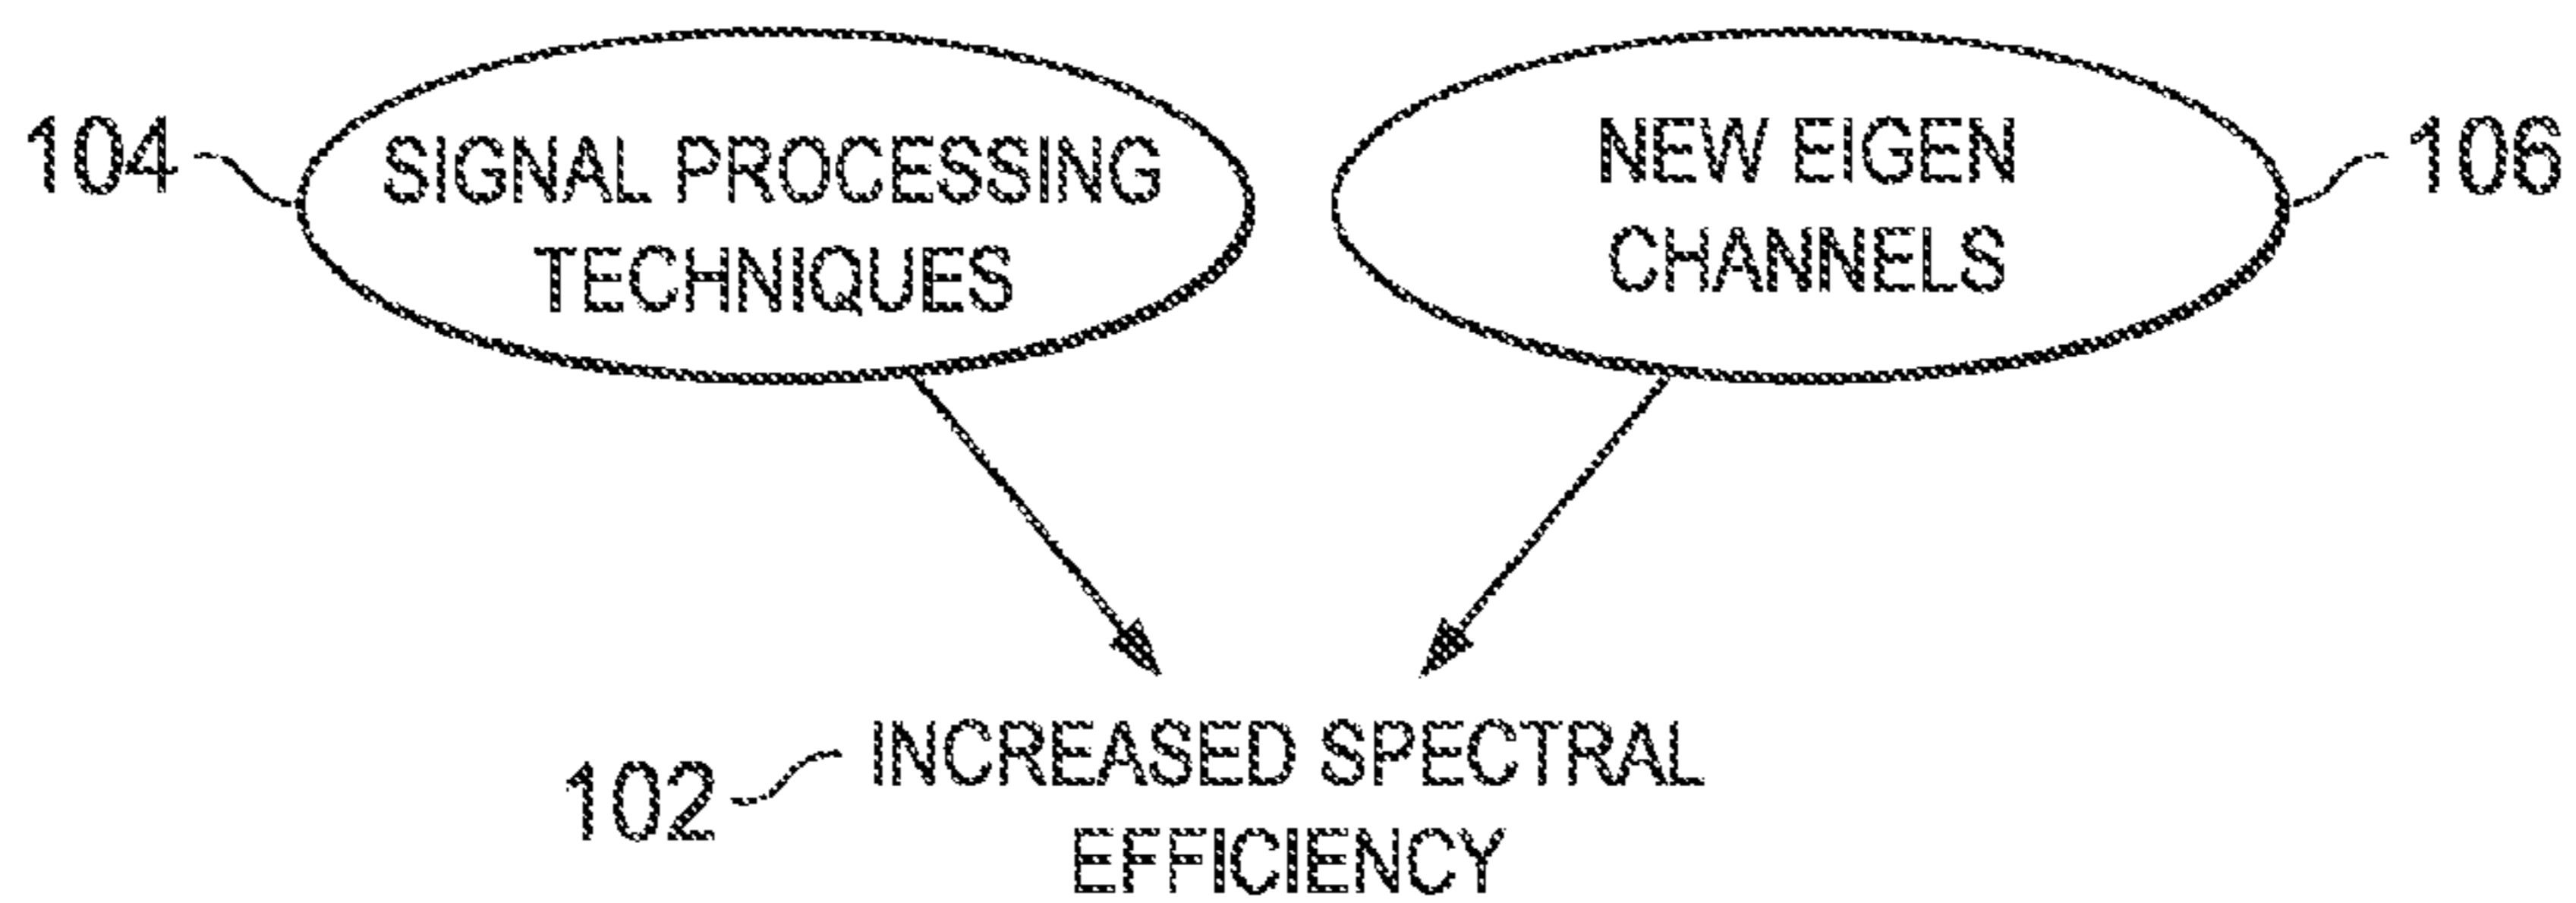 104
SIGNAL PROCESSING
TECHNIQUES
NEW EIGEN
CHANNELS
106
102
INCREASED SPECTRAL
EFFICIENCY